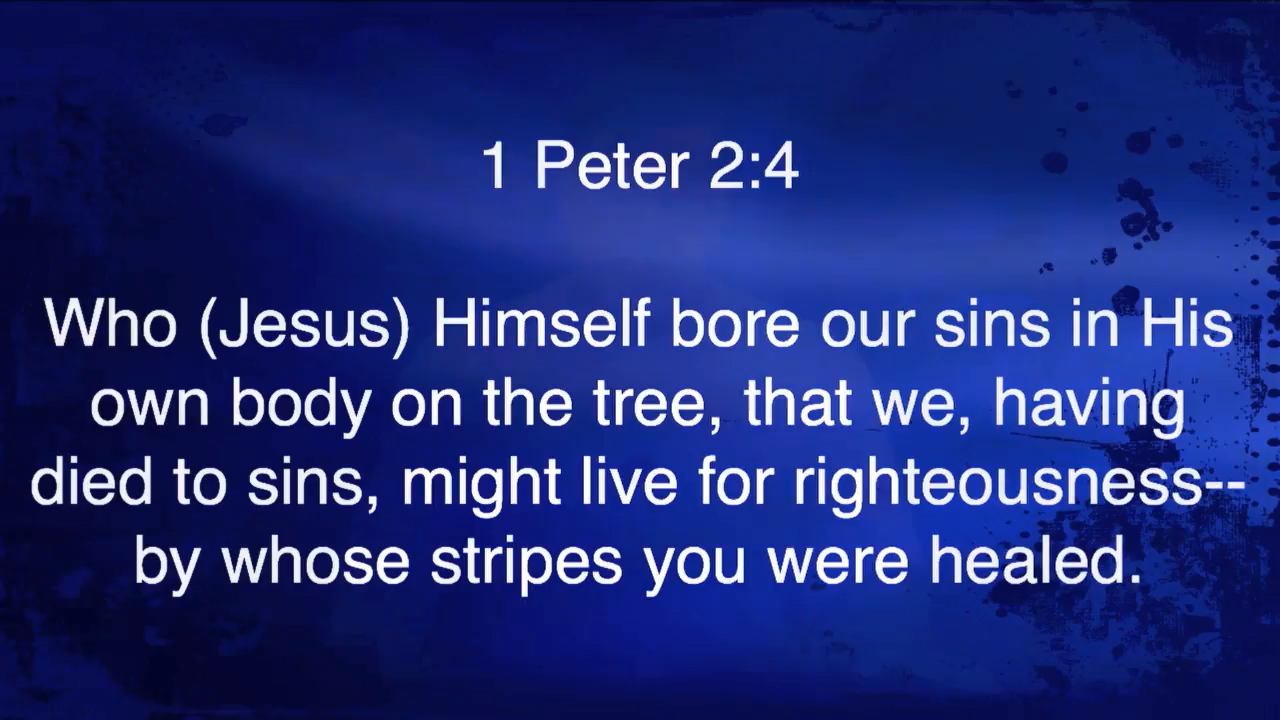 1 Peter 2:4
Who (Jesus) Himself bore our sins in His
own body on the tree, that we, having
died to sins, might live for righteousness--
by whose stripes you were healed.